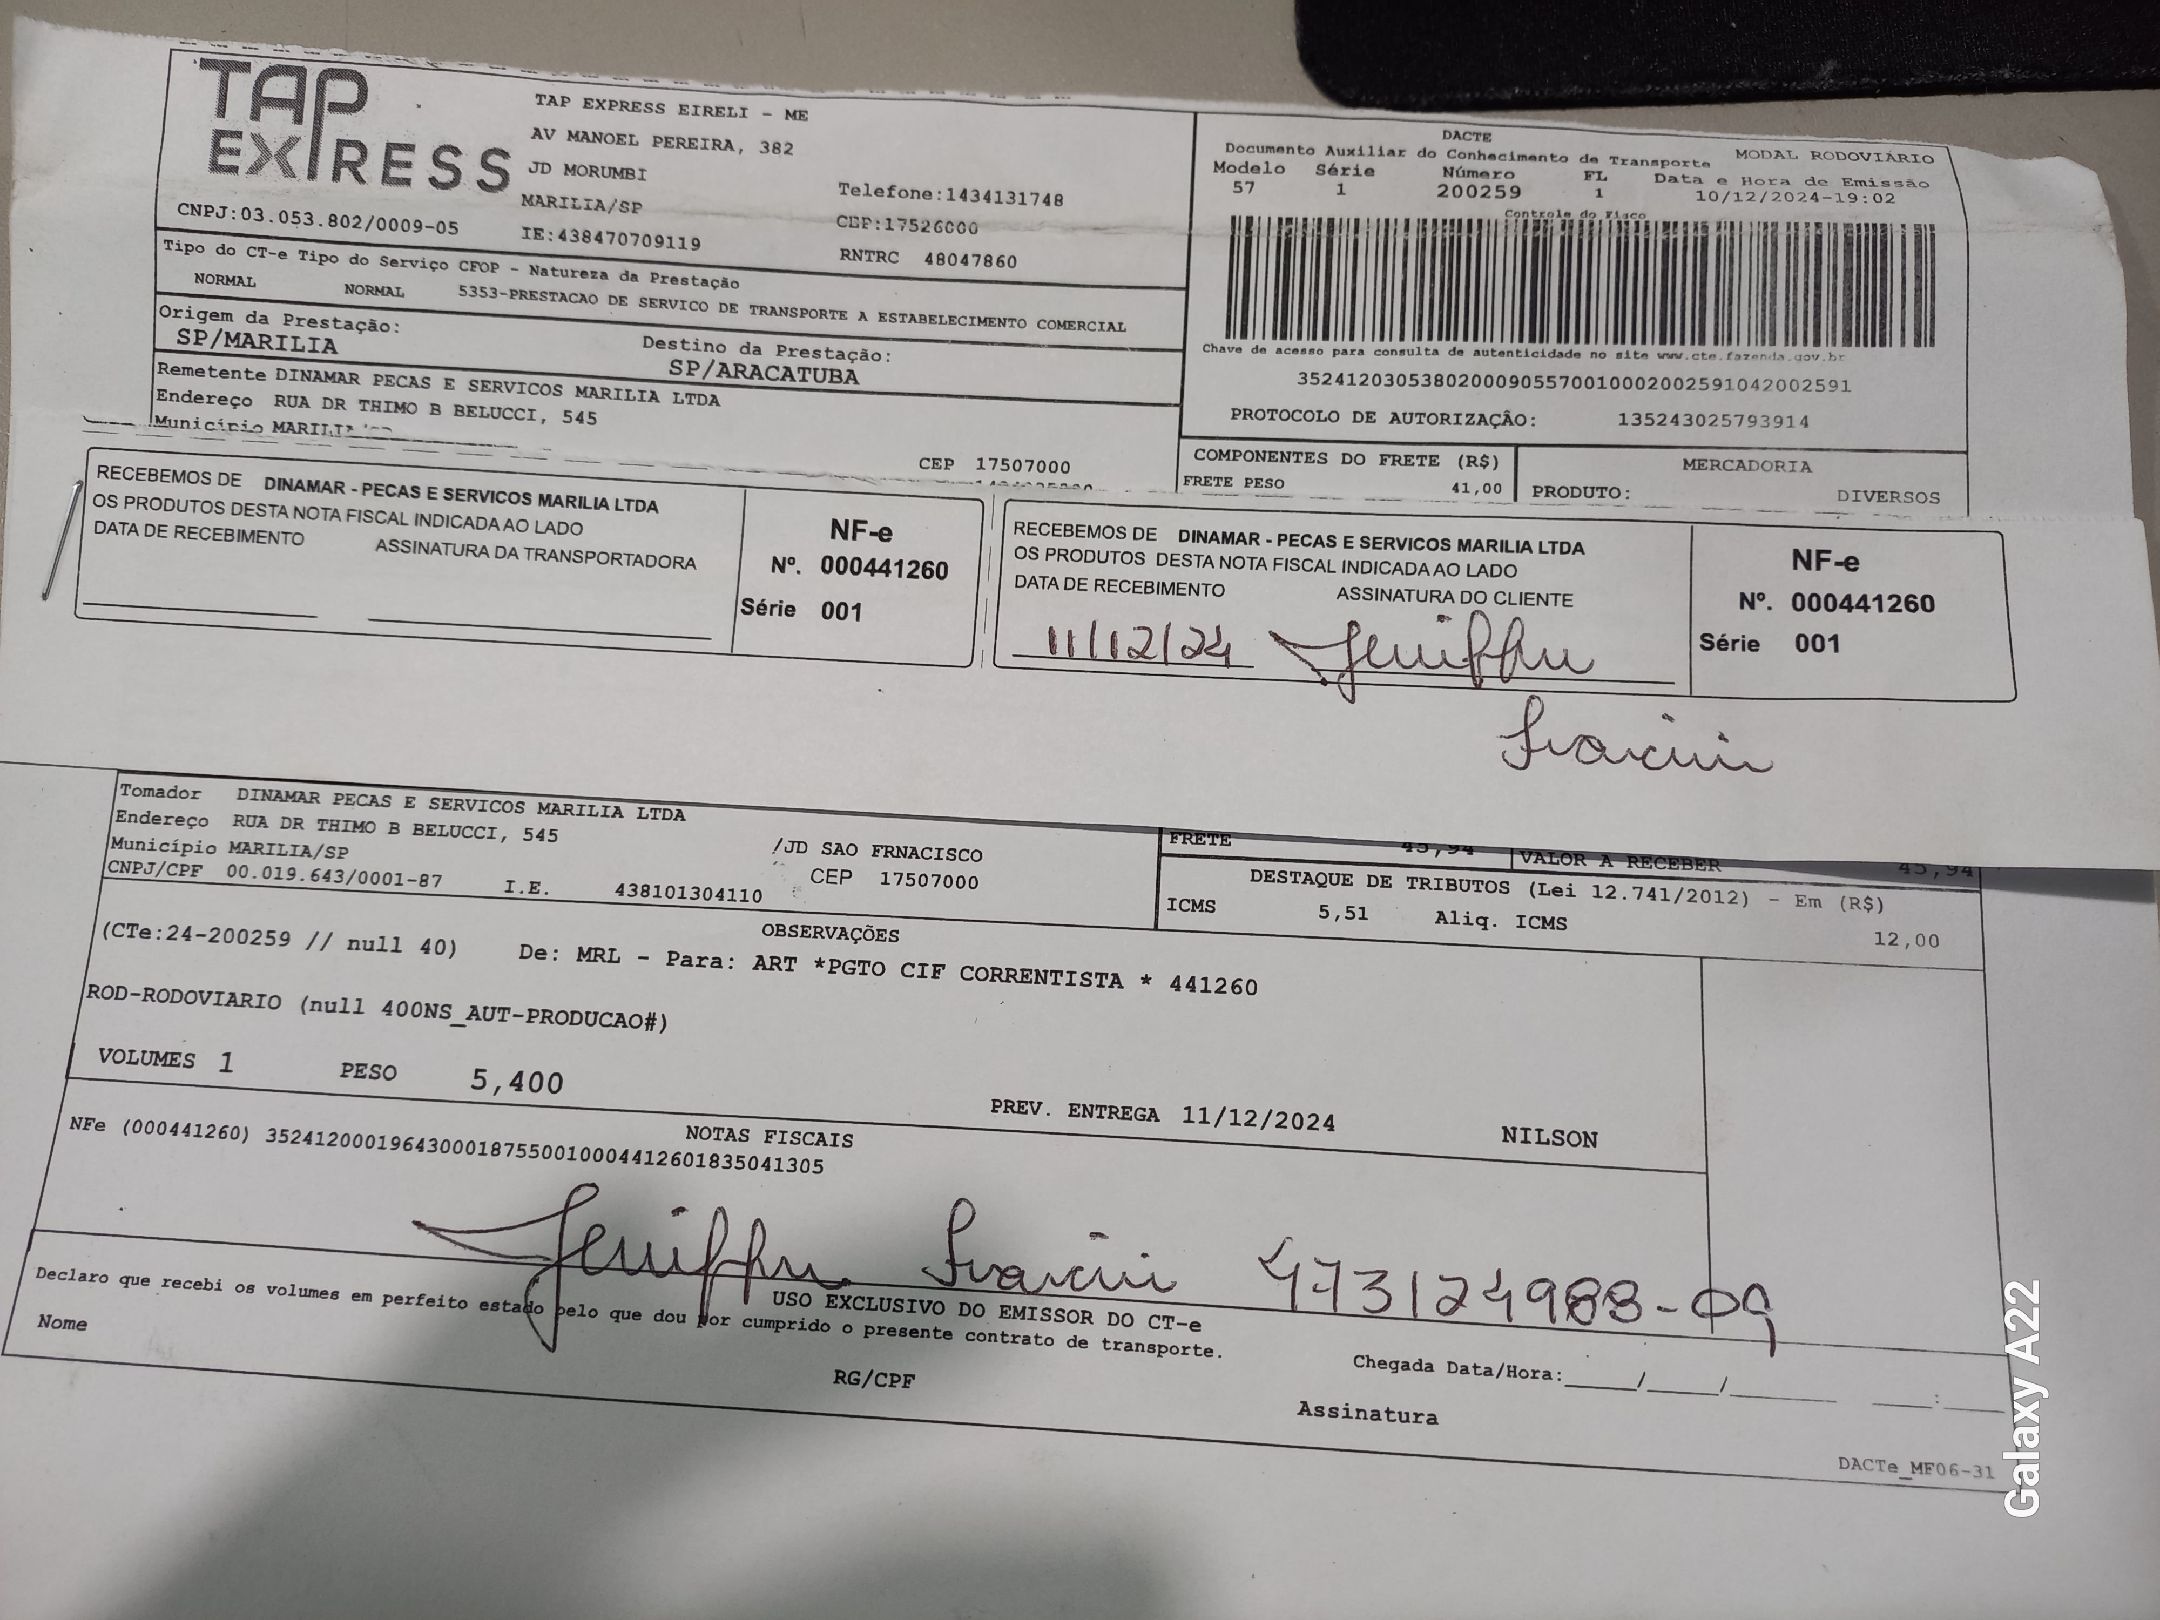 TAP EXPRESS
TAP EXPRESS EIRELI - ME
AV MANOEL PEREIRA, 382
JD MORUMBI
MARILIA/SP
Telefone:1434131748
CEP:17526000
CNPJ:03.053.802/0009-05
IE:438470709119
RNTRC 48047860
DACTE
Documento Auxiliar do Conhecimento de Transporte MODAL RODOVIÁRIO
Modelo Série Número FL Data e Hora de Emissão
57 1 200259 1 10/12/2024-19:02
Controle do Fisco
Chave de acesso para consulta de autenticidade no site www.cte.fazenda.gov.br
35241203053802000905570010002002591042002591
PROTOCOLO DE AUTORIZAÇÂO: 135243025793914
Tipo do CT-e Tipo do Serviço CFOP - Natureza da Prestação
NORMAL NORMAL 5353-PRESTACAO DE SERVICO DE TRANSPORTE A ESTABELECIMENTO COMERCIAL
Origem da Prestação: Destino da Prestação:
SP/MARILIA SP/ARACATUBA
Remetente DINAMAR PECAS E SERVICOS MARILIA LTDA
Endereço RUA DR THIMO B BELUCCI, 545
Município MARILIA
CEP 17507000
COMPONENTES DO FRETE (R$) MERCADORIA
FRETE PESO 41,00 PRODUTO: DIVERSOS
RECEBEMOS DE DINAMAR - PECAS E SERVICOS MARILIA LTDA
OS PRODUTOS DESTA NOTA FISCAL INDICADA AO LADO
DATA DE RECEBIMENTO ASSINATURA DA TRANSPORTADORA
NF-e
Nº. 000441260
Série 001
RECEBEMOS DE DINAMAR - PECAS E SERVICOS MARILIA LTDA
OS PRODUTOS DESTA NOTA FISCAL INDICADA AO LADO
DATA DE RECEBIMENTO ASSINATURA DO CLIENTE
11/12/24
NF-e
Nº. 000441260
Série 001
Tomador DINAMAR PECAS E SERVICOS MARILIA LTDA
Endereço RUA DR THIMO B BELUCCI, 545 /JD SAO FRNACISCO
Município MARILIA/SP CEP 17507000
CNPJ/CPF 00.019.643/0001-87 I.E. 438101304110
FRETE 45,94 VALOR A RECEBER 45,94
DESTAQUE DE TRIBUTOS (Lei 12.741/2012) - Em (R$)
ICMS 5,51 Aliq. ICMS 12,00
OBSERVAÇÕES
(CTe:24-200259 // null 40) De: MRL - Para: ART *PGTO CIF CORRENTISTA * 441260
ROD-RODOVIARIO (null 400NS_AUT-PRODUCAO#)
VOLUMES 1 PESO 5,400
PREV. ENTREGA 11/12/2024 NILSON
NOTAS FISCAIS
NFe (000441260) 35241200019643000187550010004412601835041305
473124988-09
USO EXCLUSIVO DO EMISSOR DO CT-e
Declaro que recebi os volumes em perfeito estado pelo que dou por cumprido o presente contrato de transporte.
Nome RG/CPF Assinatura
Chegada Data/Hora:____/____/______ ___:___
DACTe_MF06-31
Galaxy A22